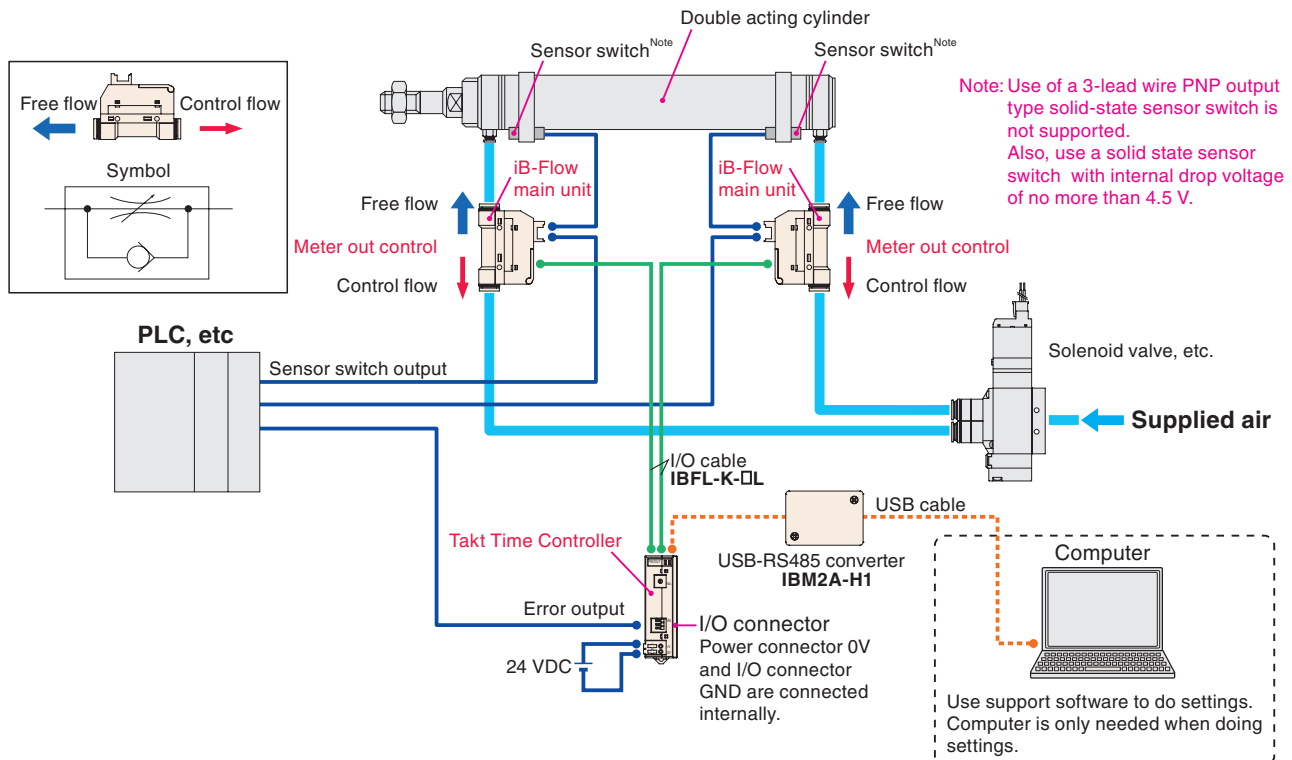 Double acting cylinder
Sensor switch Note
Sensor switch Note
Free flow
Control flow
Symbol
Note: Use of a 3-lead wire PNP output
type solid-state sensor switch is
not supported.
Also, use a solid state sensor
switch with internal drop voltage
of no more than 4.5 V.
iB-Flow
main unit
iB-Flow
main unit
Free flow
Free flow
Meter out control
Meter out control
Control flow
Control flow
PLC, etc
Sensor switch output
Solenoid valve, etc.
Supplied air
I/O cable
IBFL-K-□L
USB cable
Takt Time Controller
USB-RS485 converter
IBM2A-H1
Computer
Error output
I/O connector
Power connector 0V
and I/O connector
GND are connected
internally.
24 VDC
Use support software to do settings.
Computer is only needed when doing
settings.